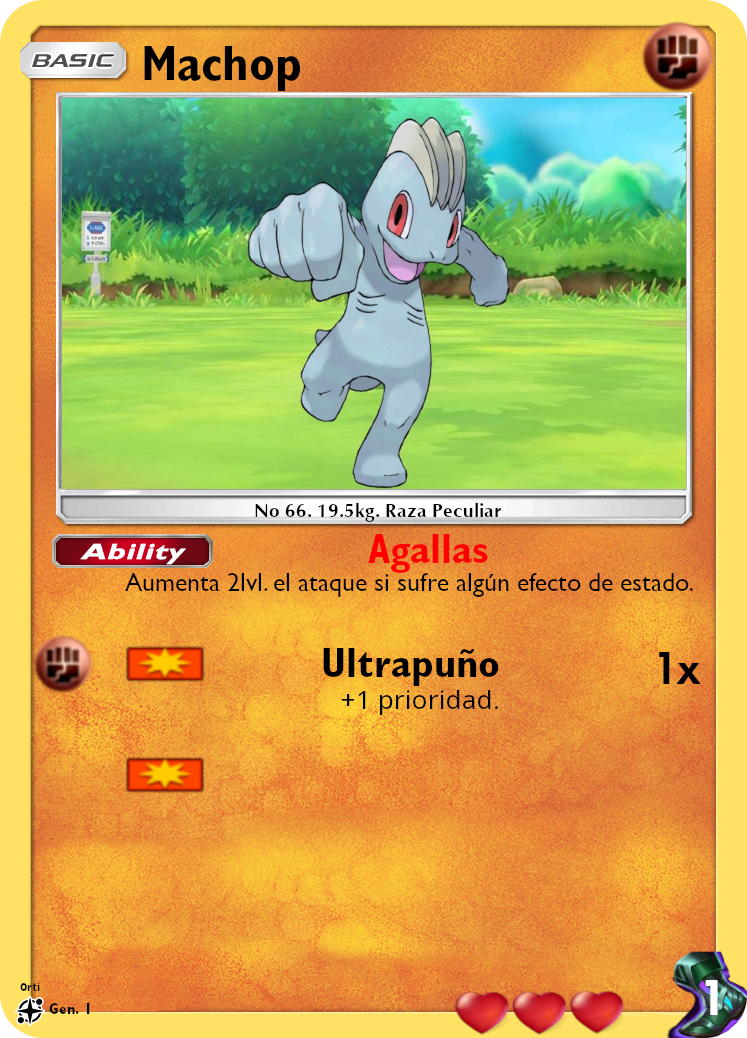 BASIC
Machop
No 66. 19.5kg. Raza Peculiar
Ability
Agallas
Aumenta 2lvl. el ataque si sufre algún efecto de estado.
Ultrapuño
1x
+1 prioridad.
Orti
Gen. 1
1